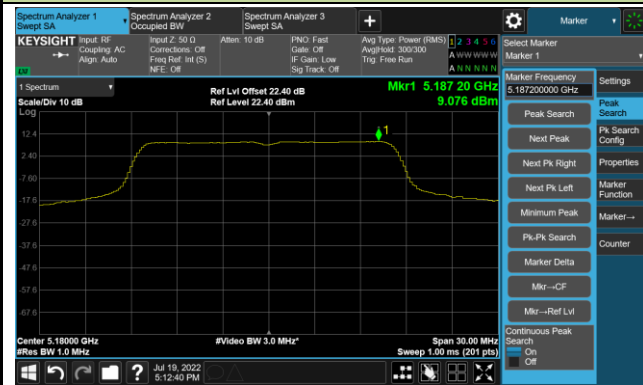 Spectrum Analyzer 1
Swept SA
Spectrum Analyzer 2
Occupied BW
Spectrum Analyzer 3
Swept SA
+
Marker
KEYSIGHT
Input: RF
Coupling: AC
Align: Auto
Input Z: 50 Ω
Corrections: Off
Freq Ref: Int (S)
NFE: Off
Atten: 10 dB
PNO: Fast
Gate: Off
IF Gain: Low
Sig Track: Off
Avg Type: Power (RMS)
Avg|Hold: 300/300
Trig: Free Run
1 2 3 4 5 6
A W W W W W
A N N N N N
LVI
Select Marker
Marker 1
1 Spectrum
Scale/Div 10 dB
Log
Ref Lvl Offset 22.40 dB
Ref Level 22.40 dBm
Mkr1 5.187 20 GHz
9.076 dBm
1
12.4
2.40
-7.60
-17.6
-27.6
-37.6
-47.6
-57.6
-67.6
Center 5.18000 GHz
#Res BW 1.0 MHz
#Video BW 3.0 MHz*
Span 30.00 MHz
Sweep 1.00 ms (201 pts)
Marker Frequency
5.187200000 GHz
Peak Search
Next Peak
Next Pk Right
Next Pk Left
Minimum Peak
Pk-Pk Search
Marker Delta
Mkr→CF
Mkr→Ref Lvl
Continuous Peak
Search
On
Off
Settings
Peak
Search
Pk Search
Config
Properties
Marker
Function
Marker→
Counter
?
Jul 19, 2022
5:12:40 PM